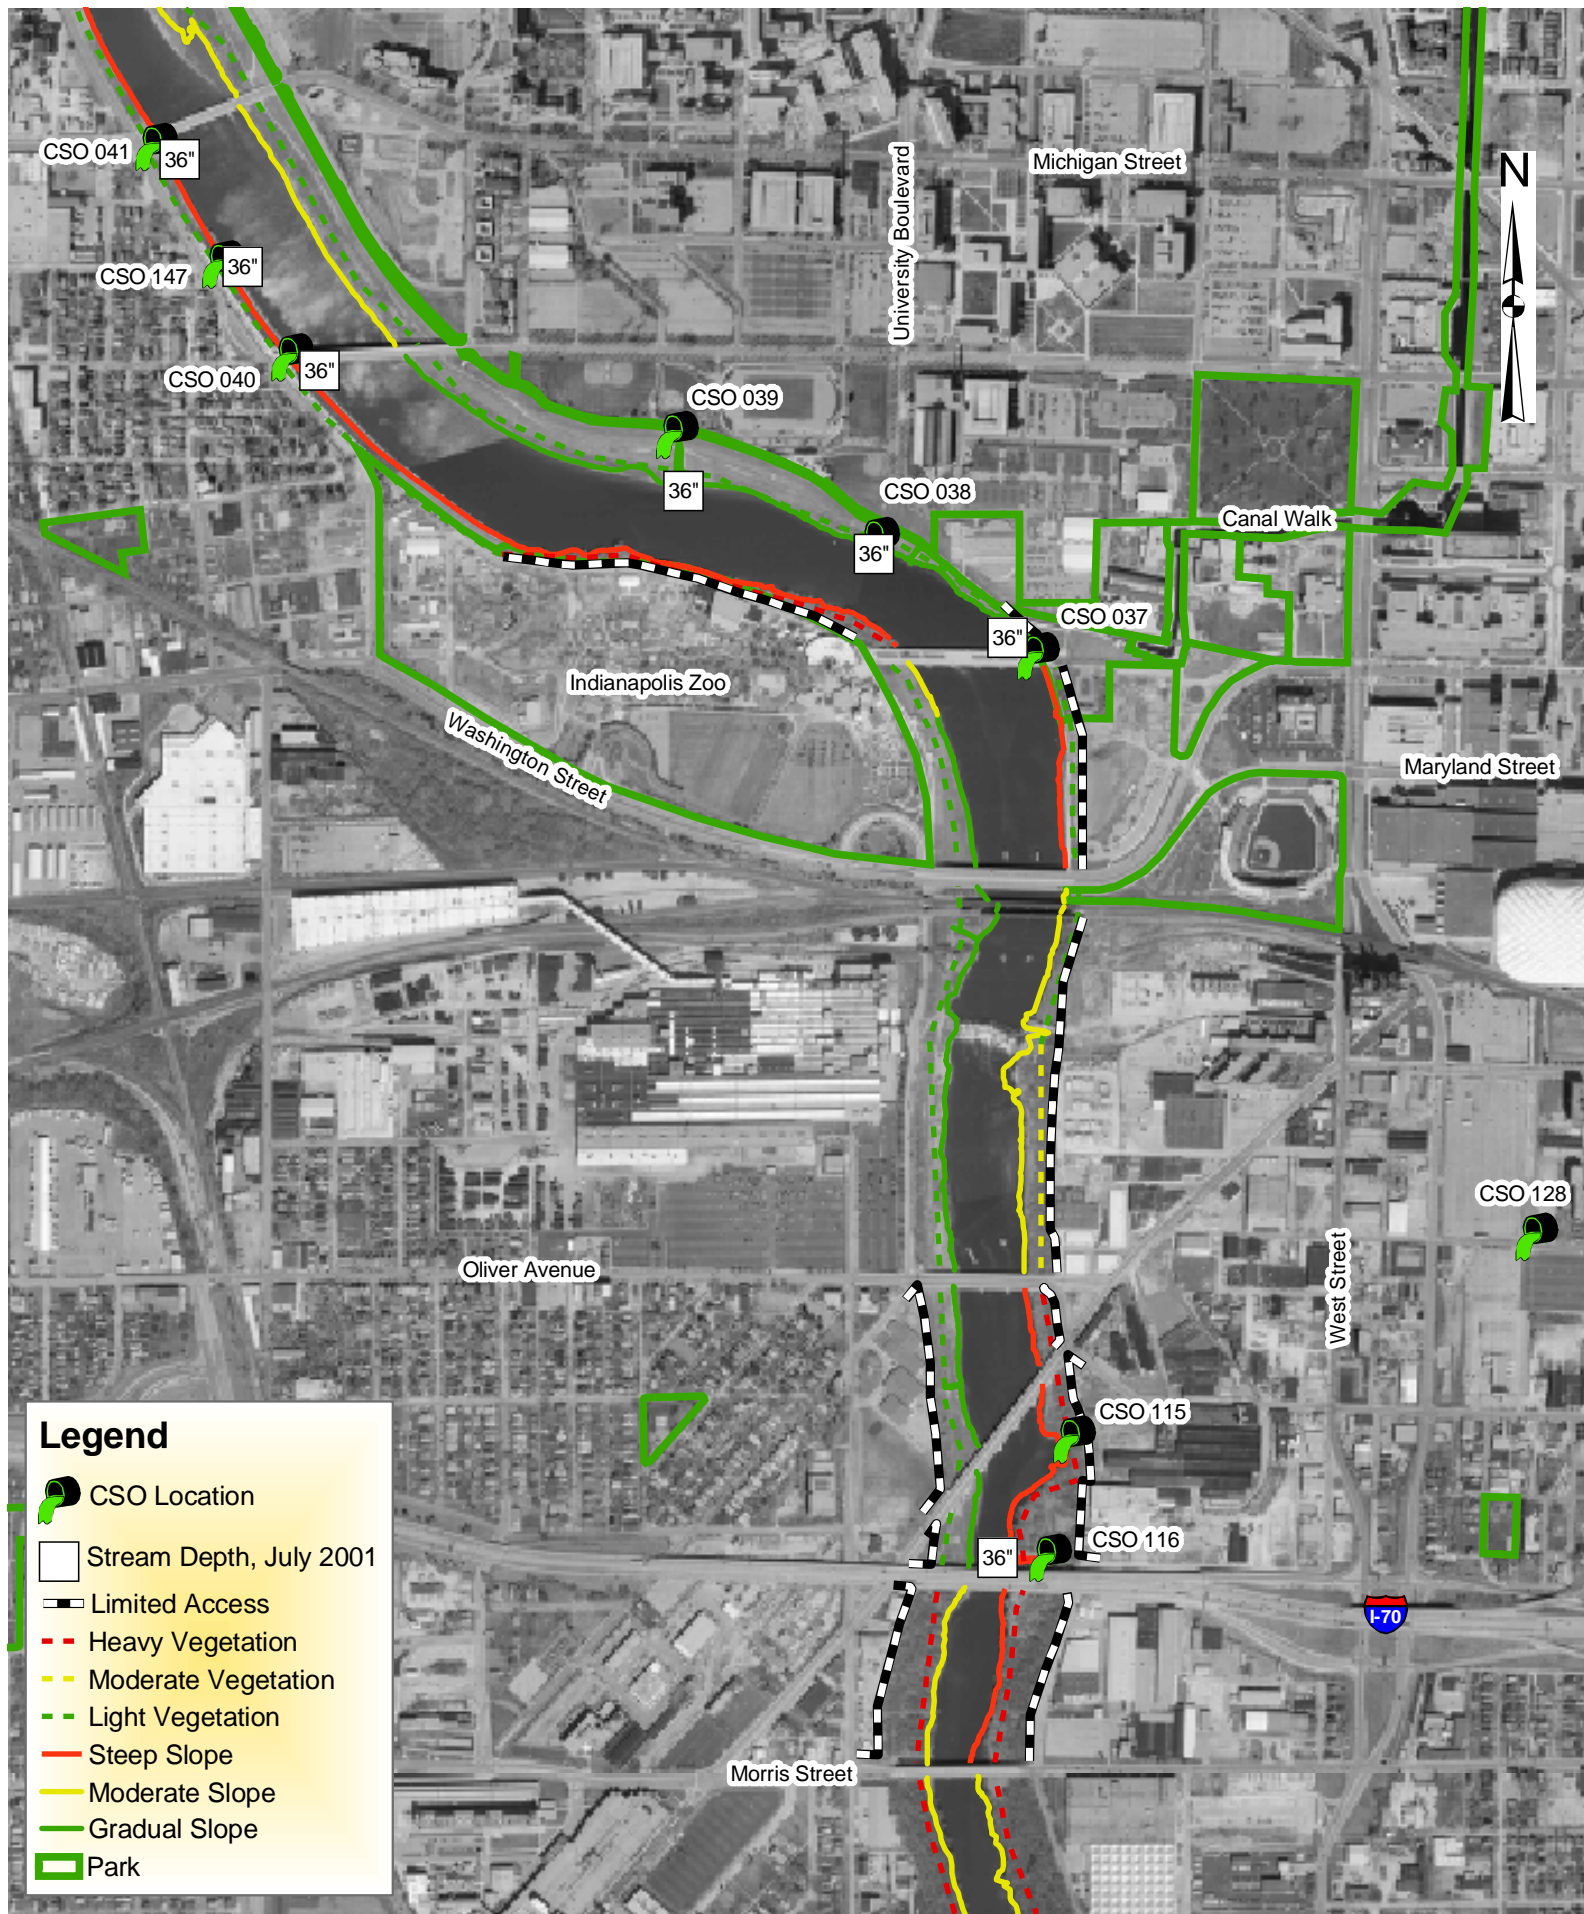 Michigan Street
N
CSO 041
36"
University Boulevard
CSO 147
36"
CSO 040
36"
CSO 039
36"
CSO 038
36"
Canal Walk
CSO 037
36"
Indianapolis Zoo
Washington Street
Maryland Street
CSO 128
Oliver Avenue
West Street
CSO 115
CSO 116
36"
I-70
Morris Street
Legend
CSO Location
Stream Depth, July 2001
Limited Access
Heavy Vegetation
Moderate Vegetation
Light Vegetation
Steep Slope
Moderate Slope
Gradual Slope
Park